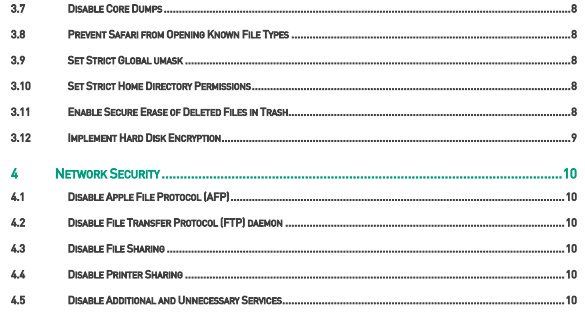 3.7 Disable Core Dumps 8
3.8 Prevent Safari from Opening Known File Types 8
3.9 Set Strict Global umask 8
3.10 Set Strict Home Directory Permissions 8
3.11 Enable Secure Erase of Deleted Files in Trash 8
3.12 Implement Hard Disk Encryption 9
4 Network Security 10
4.1 Disable Apple File Protocol (AFP) 10
4.2 Disable File Transfer Protocol (FTP) daemon 10
4.3 Disable File Sharing 10
4.4 Disable Printer Sharing 10
4.5 Disable Additional and Unnecessary Services 10